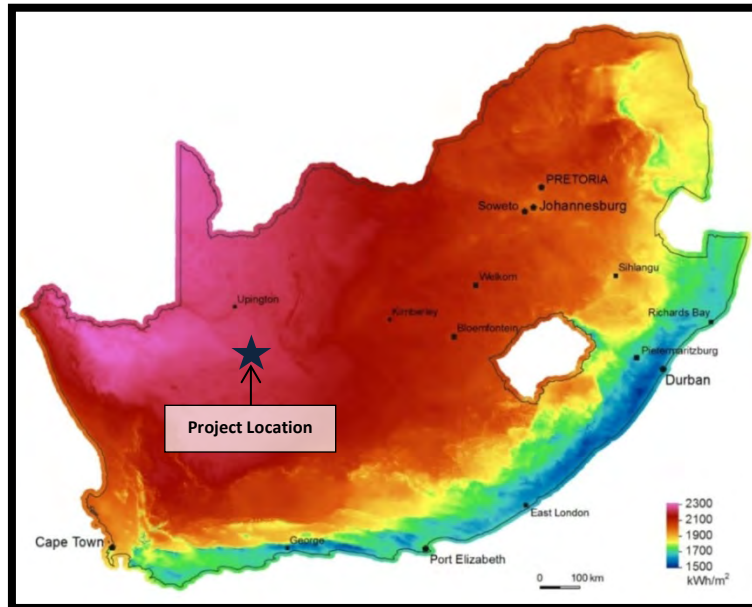 PRETORIA
Soweto
Johannesburg
Sihlangu
Welkom
Upington
Kimberley
Richards Bay
Bloemfontein
Pietermaritzburg
Durban
Project Location
2300
2100
1900
1700
1500
kWh/m²
East London
Cape Town
George
Port Elizabeth
0 100 km